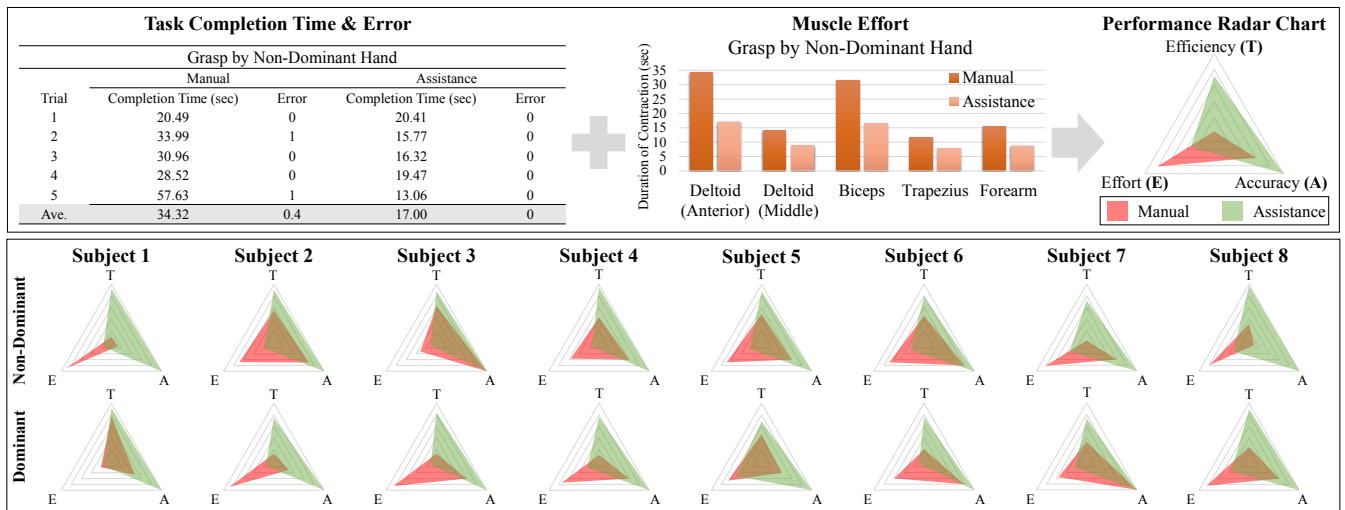 Task Completion Time & Error
Grasp by Non-Dominant Hand
Manual Assistance
Trial Completion Time (sec) Error Completion Time (sec) Error
1 20.49 0 20.41 0
2 33.99 1 15.77 0
3 30.96 0 16.32 0
4 28.52 0 19.47 0
5 57.63 1 13.06 0
Ave. 34.32 0.4 17.00 0
Muscle Effort
Grasp by Non-Dominant Hand
Duration of Contraction (sec)
35
30
25
20
15
10
5
0
Manual
Assistance
Deltoid (Anterior)
Deltoid (Middle)
Biceps
Trapezius
Forearm
Performance Radar Chart
Efficiency (T)
Effort (E) Accuracy (A)
Manual Assistance
Subject 1 Subject 2 Subject 3 Subject 4 Subject 5 Subject 6 Subject 7 Subject 8
Non-Dominant
T T T T T T T T
E A E A E A E A E A E A E A E A
Dominant
T T T T T T T T
E A E A E A E A E A E A E A E A